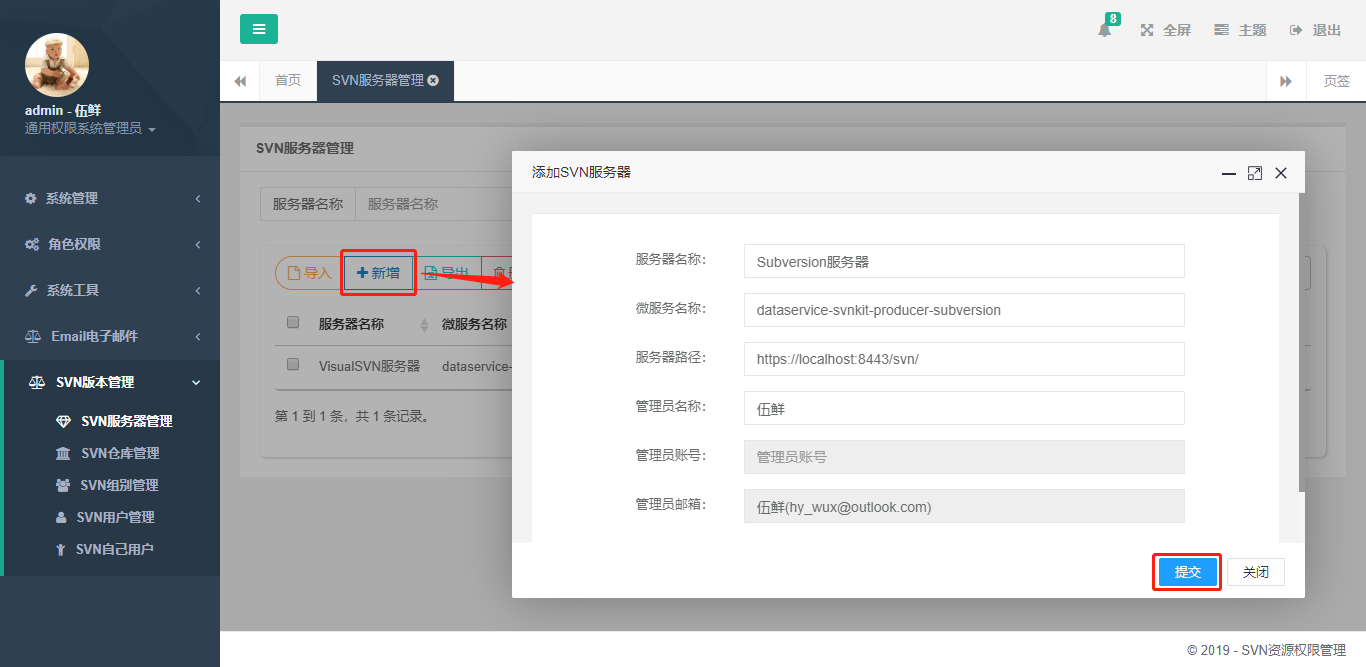 8
全屏
主题
退出
admin - 伍鲜
通用权限系统管理员
首页
SVN服务器管理
页签
系统管理
角色权限
系统工具
Email电子邮件
SVN版本管理
SVN服务器管理
SVN仓库管理
SVN组别管理
SVN用户管理
SVN自己用户
SVN服务器管理
服务器名称 服务器名称
导入 新增 导出
服务器名称 微服务名称
VisualSVN服务器 dataservice-
第 1 到 1 条，共 1 条记录。
添加SVN服务器
服务器名称： Subversion服务器
微服务名称： dataservice-svnkit-producer-subversion
服务器路径： https://localhost:8443/svn/
管理员名称： 伍鲜
管理员账号： 管理员账号
管理员邮箱： 伍鲜(hy_wux@outlook.com)
提交 关闭
© 2019 - SVN资源权限管理